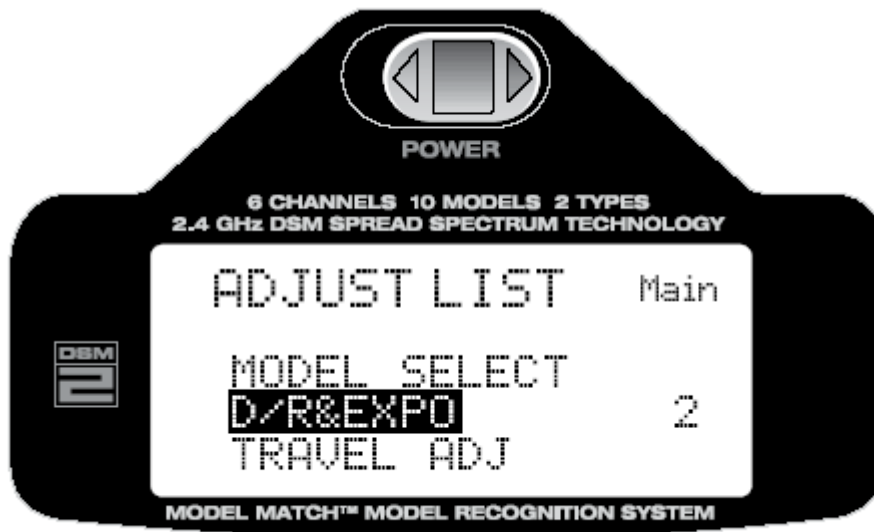 POWER
6 CHANNELS 10 MODELS 2 TYPES
2.4 GHz DSM SPREAD SPECTRUM TECHNOLOGY
ADJUST LIST Main
MODEL SELECT
D/R&EXPO 2
TRAVEL ADJ
DSM
2
MODEL MATCH™ MODEL RECOGNITION SYSTEM